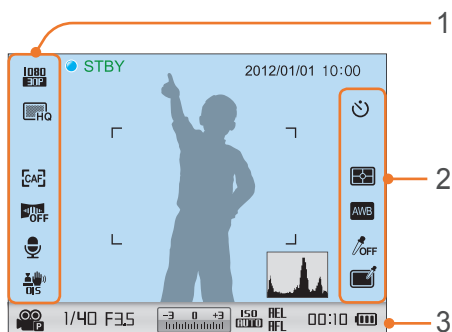 1
1080
30P
STBY
2012/01/01 10:00
HQ
CAF
OFF
OIS
2
AWB
OFF
3
P
1/40 F3.5
-3 0 +3
ISO
AUTO
AEL
AFL
00:10